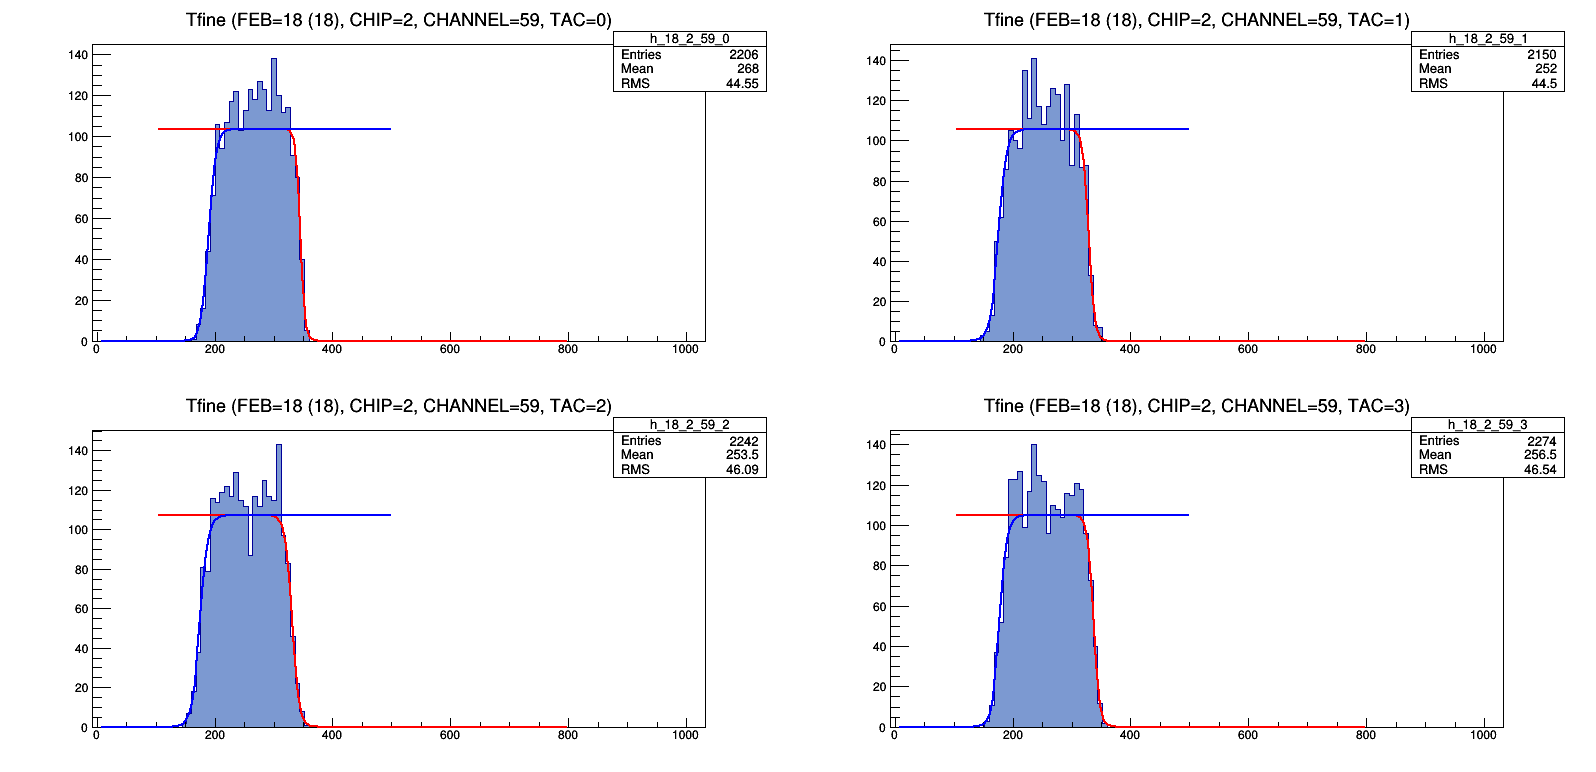 Tfine (FEB=18 (18), CHIP=2, CHANNEL=59, TAC=0)
h_18_2_59_0
Entries 2206
Mean 268
RMS 44.55
140
120
100
80
60
40
20
0
0 200 400 600 800 1000
Tfine (FEB=18 (18), CHIP=2, CHANNEL=59, TAC=1)
h_18_2_59_1
Entries 2150
Mean 252
RMS 44.5
140
120
100
80
60
40
20
0
0 200 400 600 800 1000
Tfine (FEB=18 (18), CHIP=2, CHANNEL=59, TAC=2)
h_18_2_59_2
Entries 2242
Mean 253.5
RMS 46.09
140
120
100
80
60
40
20
0
0 200 400 600 800 1000
Tfine (FEB=18 (18), CHIP=2, CHANNEL=59, TAC=3)
h_18_2_59_3
Entries 2274
Mean 256.5
RMS 46.54
140
120
100
80
60
40
20
0
0 200 400 600 800 1000